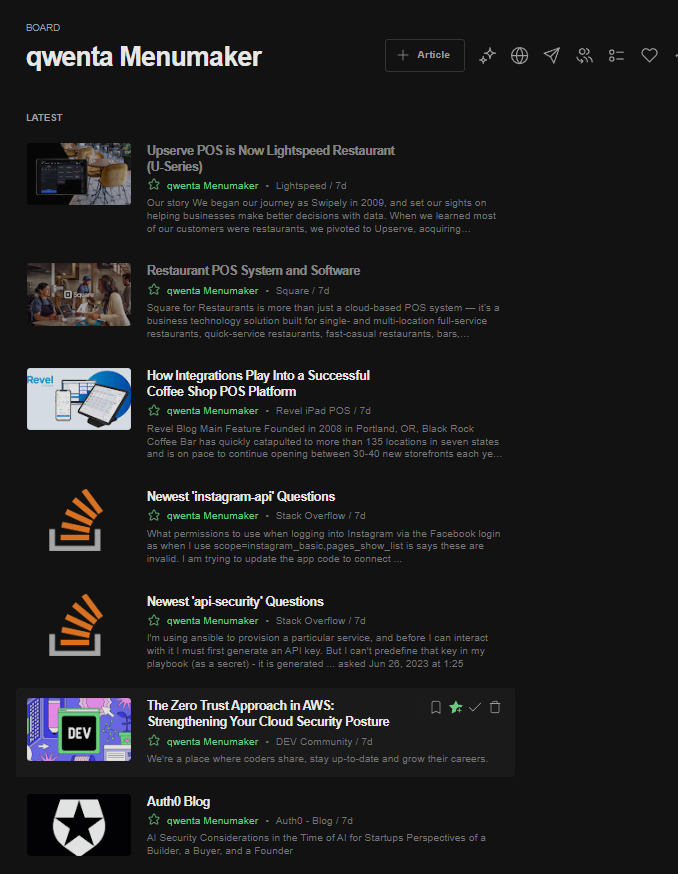 BOARD
qwenta Menumaker
Article
LATEST
Upserve POS is Now Lightspeed Restaurant
(U-Series)
qwenta Menumaker • Lightspeed / 7d
Our story We began our journey as Swipely in 2009, and set our sights on
helping businesses make better decisions with data. When we learned most
of our customers were restaurants, we pivoted to Upserve, acquiring…
Square
Restaurant POS System and Software
qwenta Menumaker • Square / 7d
Square for Restaurants is more than just a cloud-based POS system — it's a
business technology solution built for single- and multi-location full-service
restaurants, quick-service restaurants, fast-casual restaurants, bars,…
Revel
How Integrations Play Into a Successful
Coffee Shop POS Platform
qwenta Menumaker • Revel iPad POS / 7d
Revel Blog Main Feature Founded in 2008 in Portland, OR, Black Rock
Coffee Bar has quickly catapulted to more than 135 locations in seven states
and is on pace to continue opening between 30-40 new storefronts each ye…
Newest 'instagram-api' Questions
qwenta Menumaker • Stack Overflow / 7d
What permissions to use when logging into Instagram via the Facebook login
as when I use scope=instagram_basic,pages_show_list is says these are
invalid. I am trying to update the app code to connect ...
Newest 'api-security' Questions
qwenta Menumaker • Stack Overflow / 7d
I'm using ansible to provision a particular service, and before I can interact
with it I must first generate an API key. But I can't predefine that key in my
playbook (as a secret) - it is generated ... asked Jun 26, 2023 at 1:25
DEV
The Zero Trust Approach in AWS:
Strengthening Your Cloud Security Posture
qwenta Menumaker • DEV Community / 7d
We're a place where coders share, stay up-to-date and grow their careers.
Auth0 Blog
qwenta Menumaker • Auth0 - Blog / 7d
AI Security Considerations in the Time of AI for Startups Perspectives of a
Builder, a Buyer, and a Founder